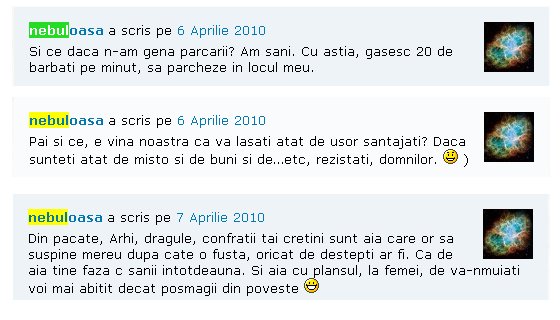 nebuloasa a scris pe 6 Aprilie 2010
Si ce daca n-am gena parcarii? Am sani. Cu astia, gasesc 20 de
barbati pe minut, sa parcheze in locul meu.
nebuloasa a scris pe 6 Aprilie 2010
Pai si ce, e vina noastra ca va lasati atat de usor santajati? Daca
sunteti atat de misto si de buni si de...etc, rezistati, domnilor. )
nebuloasa a scris pe 7 Aprilie 2010
Din pacate, Arhi, dragule, confratii tai cretini sunt aia care or sa
suspine mereu dupa cate o fusta, oricat de destepti ar fi. Ca de
aia tine faza c sanii intotdeauna. Si aia cu plansul, la femei, de va-nmuiati
voi mai abitit decat posmagii din poveste